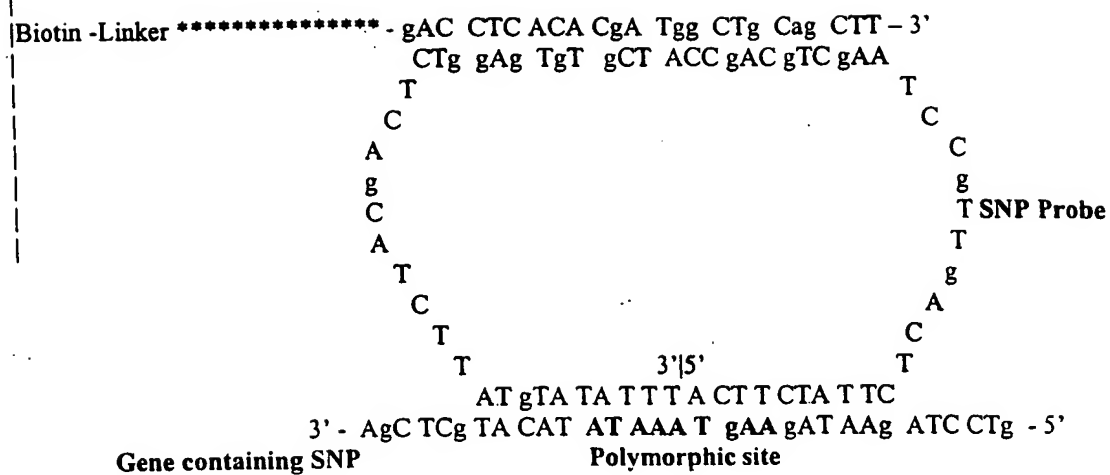 Biotin -Linker *************** - gAC CTC ACA CgA Tgg CTg Cag CTT – 3'
CTg gAg TgT gCT ACC gAC gTC gAA
T
C
A
g
C
A
T
C
T
T
T
C
C
g
T SNP Probe
T
g
A
C
T
3'|5'
AT gTA TA T TT A CT T CTA T TC
3' - AgC TCg TA CAT AT AAA T gAA gAT AAg ATC CTg - 5'
Gene containing SNP
Polymorphic site